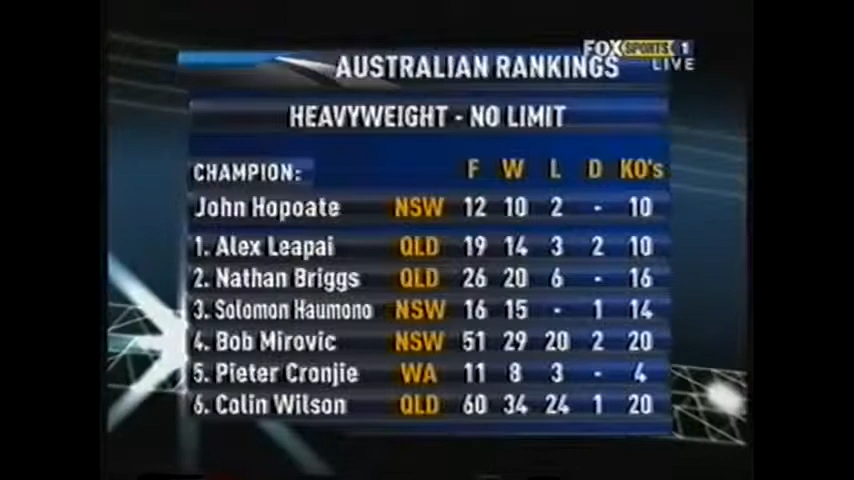 FOX SPORTS 1
LIVE
AUSTRALIAN RANKINGS
HEAVYWEIGHT - NO LIMIT
CHAMPION: F W L D KO's
John Hopoate NSW 12 10 2 - 10
1. Alex Leapai QLD 19 14 3 2 10
2. Nathan Briggs QLD 26 20 6 - 16
3. Solomon Haumono NSW 16 15 - 1 14
4. Bob Mirovic NSW 51 29 20 2 20
5. Pieter Cronjie WA 11 8 3 - 4
6. Colin Wilson QLD 60 34 24 1 20